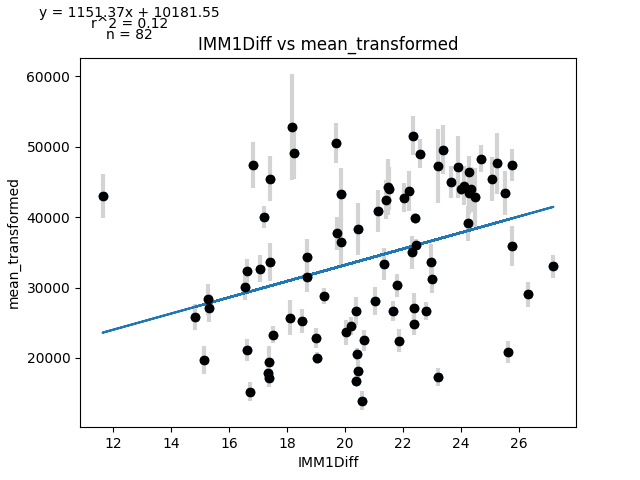 y = 1151.37x + 10181.55
r^2 = 0.12
n = 82
IMM1Diff vs mean_transformed
60000
50000
40000
30000
20000
mean_transformed
12 14 16 18 20 22 24 26
IMM1Diff